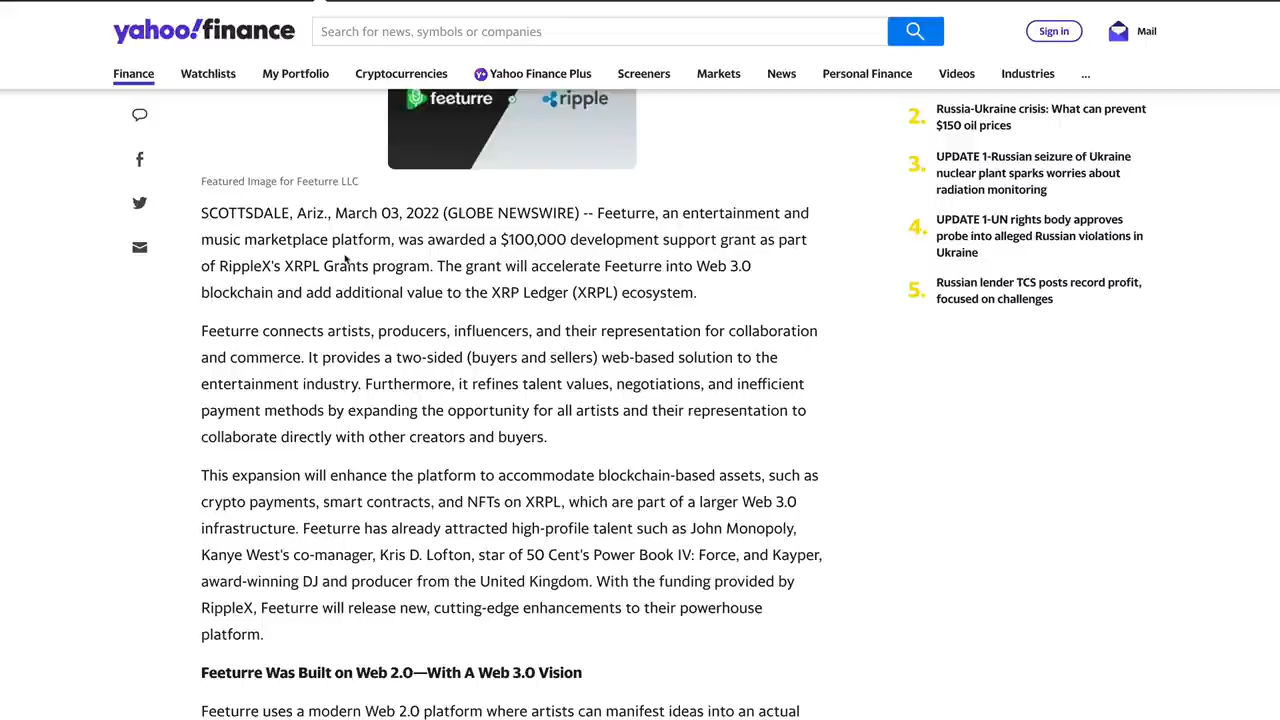 yahoo!finance
Search for news, symbols or companies
Sign in
Mail
Finance
Watchlists
My Portfolio
Cryptocurrencies
Y+ Yahoo Finance Plus
Screeners
Markets
News
Personal Finance
Videos
Industries
...
feeturre
ripple
Featured Image for Feeturre LLC
SCOTTSDALE, Ariz., March 03, 2022 (GLOBE NEWSWIRE) -- Feeturre, an entertainment and
music marketplace platform, was awarded a $100,000 development support grant as part
of RippleX's XRPL Grants program. The grant will accelerate Feeturre into Web 3.0
blockchain and add additional value to the XRP Ledger (XRPL) ecosystem.
Feeturre connects artists, producers, influencers, and their representation for collaboration
and commerce. It provides a two-sided (buyers and sellers) web-based solution to the
entertainment industry. Furthermore, it refines talent values, negotiations, and inefficient
payment methods by expanding the opportunity for all artists and their representation to
collaborate directly with other creators and buyers.
This expansion will enhance the platform to accommodate blockchain-based assets, such as
crypto payments, smart contracts, and NFTs on XRPL, which are part of a larger Web 3.0
infrastructure. Feeturre has already attracted high-profile talent such as John Monopoly,
Kanye West's co-manager, Kris D. Lofton, star of 50 Cent's Power Book IV: Force, and Kayper,
award-winning DJ and producer from the United Kingdom. With the funding provided by
RippleX, Feeturre will release new, cutting-edge enhancements to their powerhouse
platform.
Feeturre Was Built on Web 2.0—With A Web 3.0 Vision
Feeturre uses a modern Web 2.0 platform where artists can manifest ideas into an actual
2.
Russia-Ukraine crisis: What can prevent
$150 oil prices
3.
UPDATE 1-Russian seizure of Ukraine
nuclear plant sparks worries about
radiation monitoring
4.
UPDATE 1-UN rights body approves
probe into alleged Russian violations in
Ukraine
5.
Russian lender TCS posts record profit,
focused on challenges